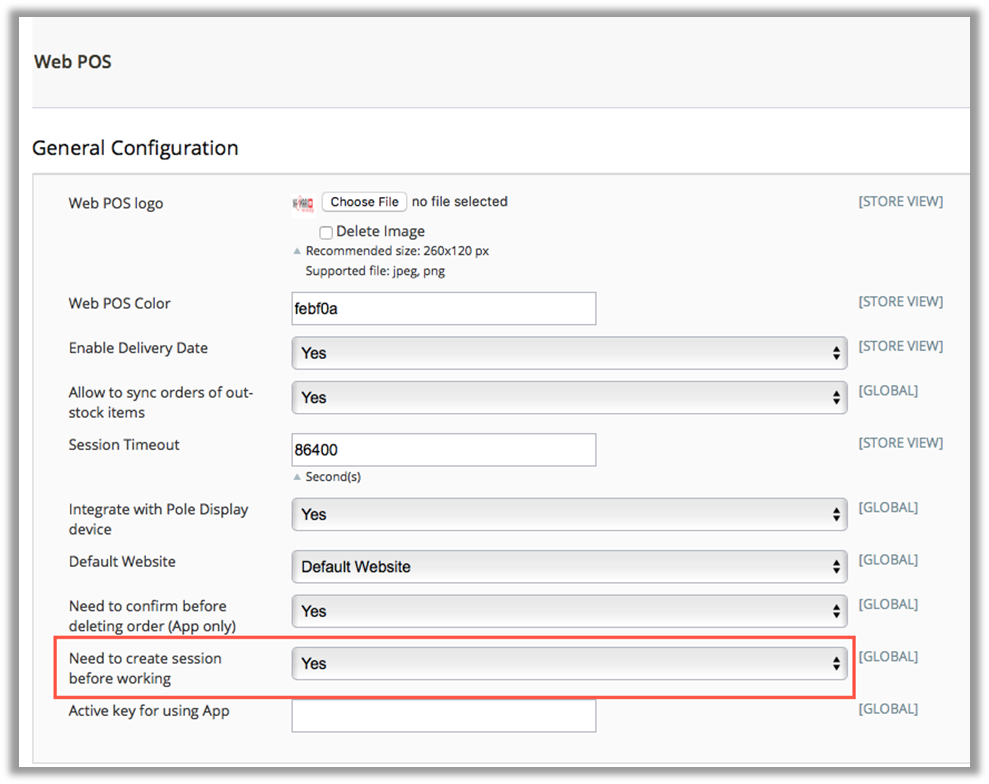 Web POS
General Configuration
Web POS logo
Choose File no file selected
[STORE VIEW]
Delete Image
Recommended size: 260x120 px
Supported file: jpeg, png
Web POS Color
febf0a
[STORE VIEW]
Enable Delivery Date
Yes
[STORE VIEW]
Allow to sync orders of out-
stock items
Yes
[GLOBAL]
Session Timeout
86400
[STORE VIEW]
Second(s)
Integrate with Pole Display
device
Yes
[GLOBAL]
Default Website
Default Website
[GLOBAL]
Need to confirm before
deleting order (App only)
Yes
[GLOBAL]
Need to create session
before working
Yes
[GLOBAL]
Active key for using App
[GLOBAL]